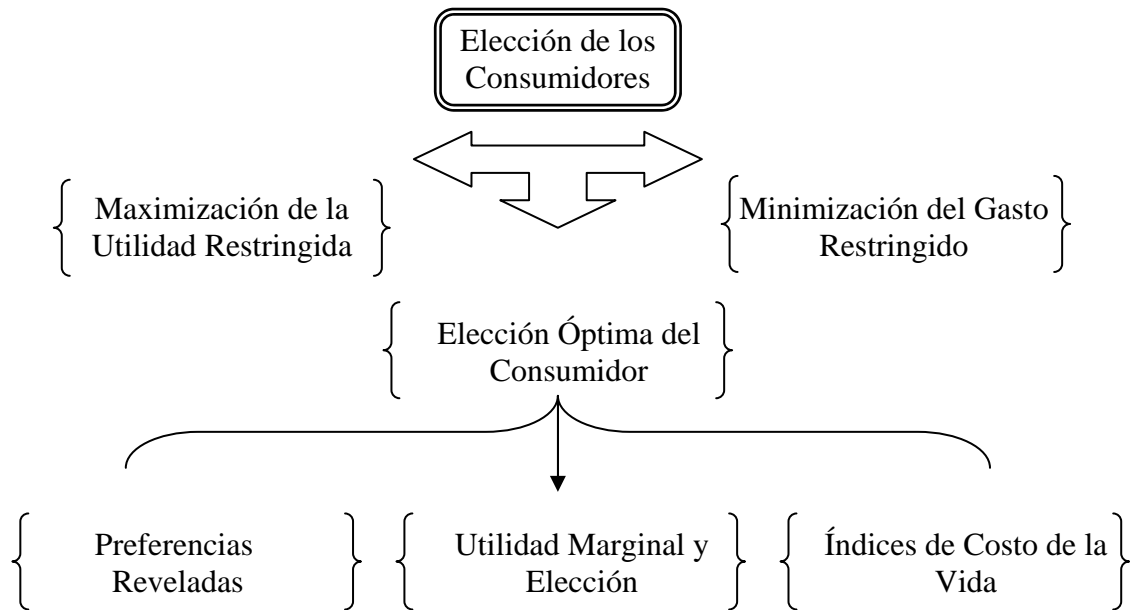 Elección de los
Consumidores
Maximización de la
Utilidad Restringida
Minimización del Gasto
Restringido
Elección Óptima del
Consumidor
Preferencias
Reveladas
Utilidad Marginal y
Elección
Índices de Costo de la
Vida